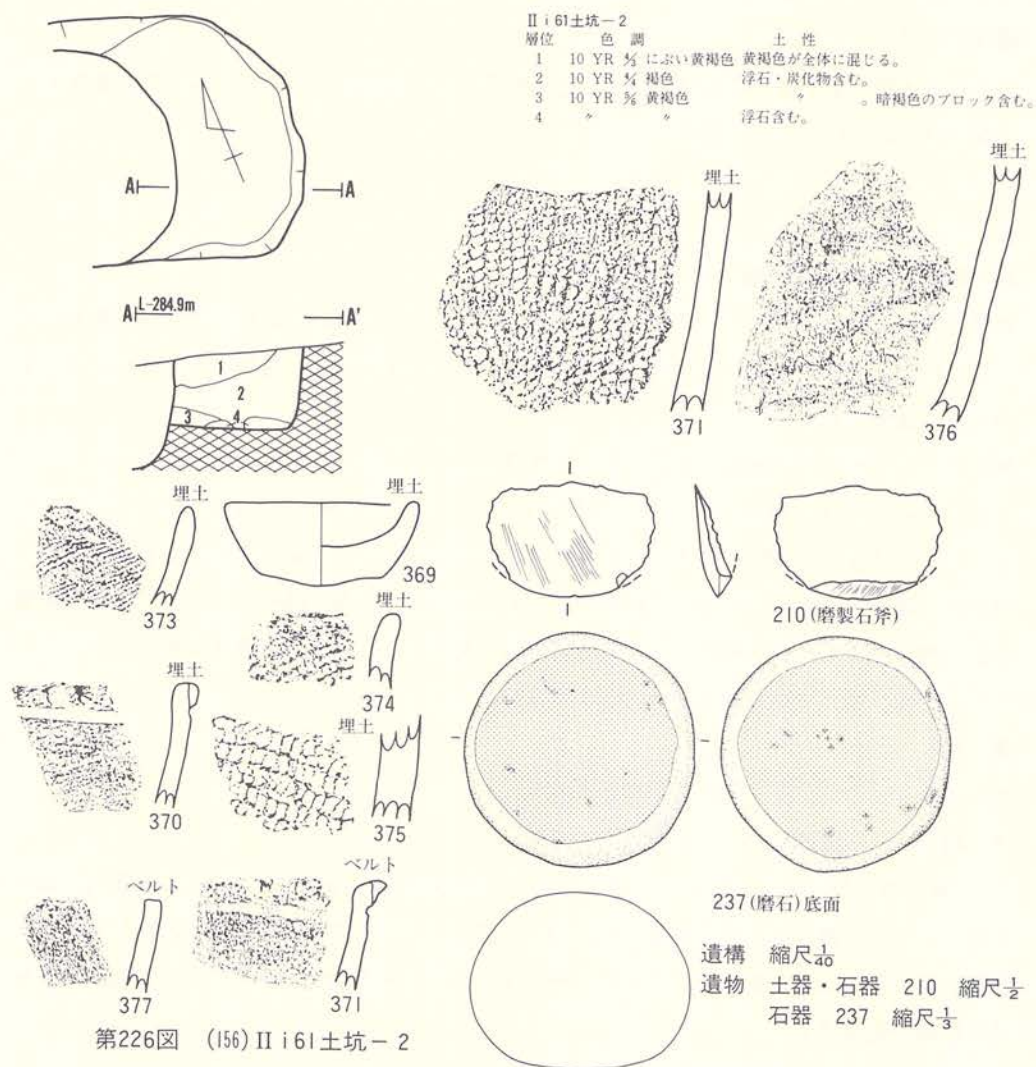 II i 61土坑－2
層位 色調 土性
1 10 YR にぶい黄褐色 黄褐色が全体に混じる。
2 10 YR 褐色 浮石・炭化物含む。
3 10 YR 黄褐色 〃 。暗褐色のブロック含む。
4 〃 〃 浮石含む。
A A
L-284.9m
A A'
1
2
3 4
埋土
371
埋土
376
埋土
373
埋土
369
埋土
374
埋土
370
埋土
375
ベルト
377
ベルト
371
210(磨製石斧)
237(磨石)底面
遺構 縮尺1/40
遺物 土器・石器 210 縮尺1/2
石器 237 縮尺1/3
第226図 (156) II i 61土坑－2